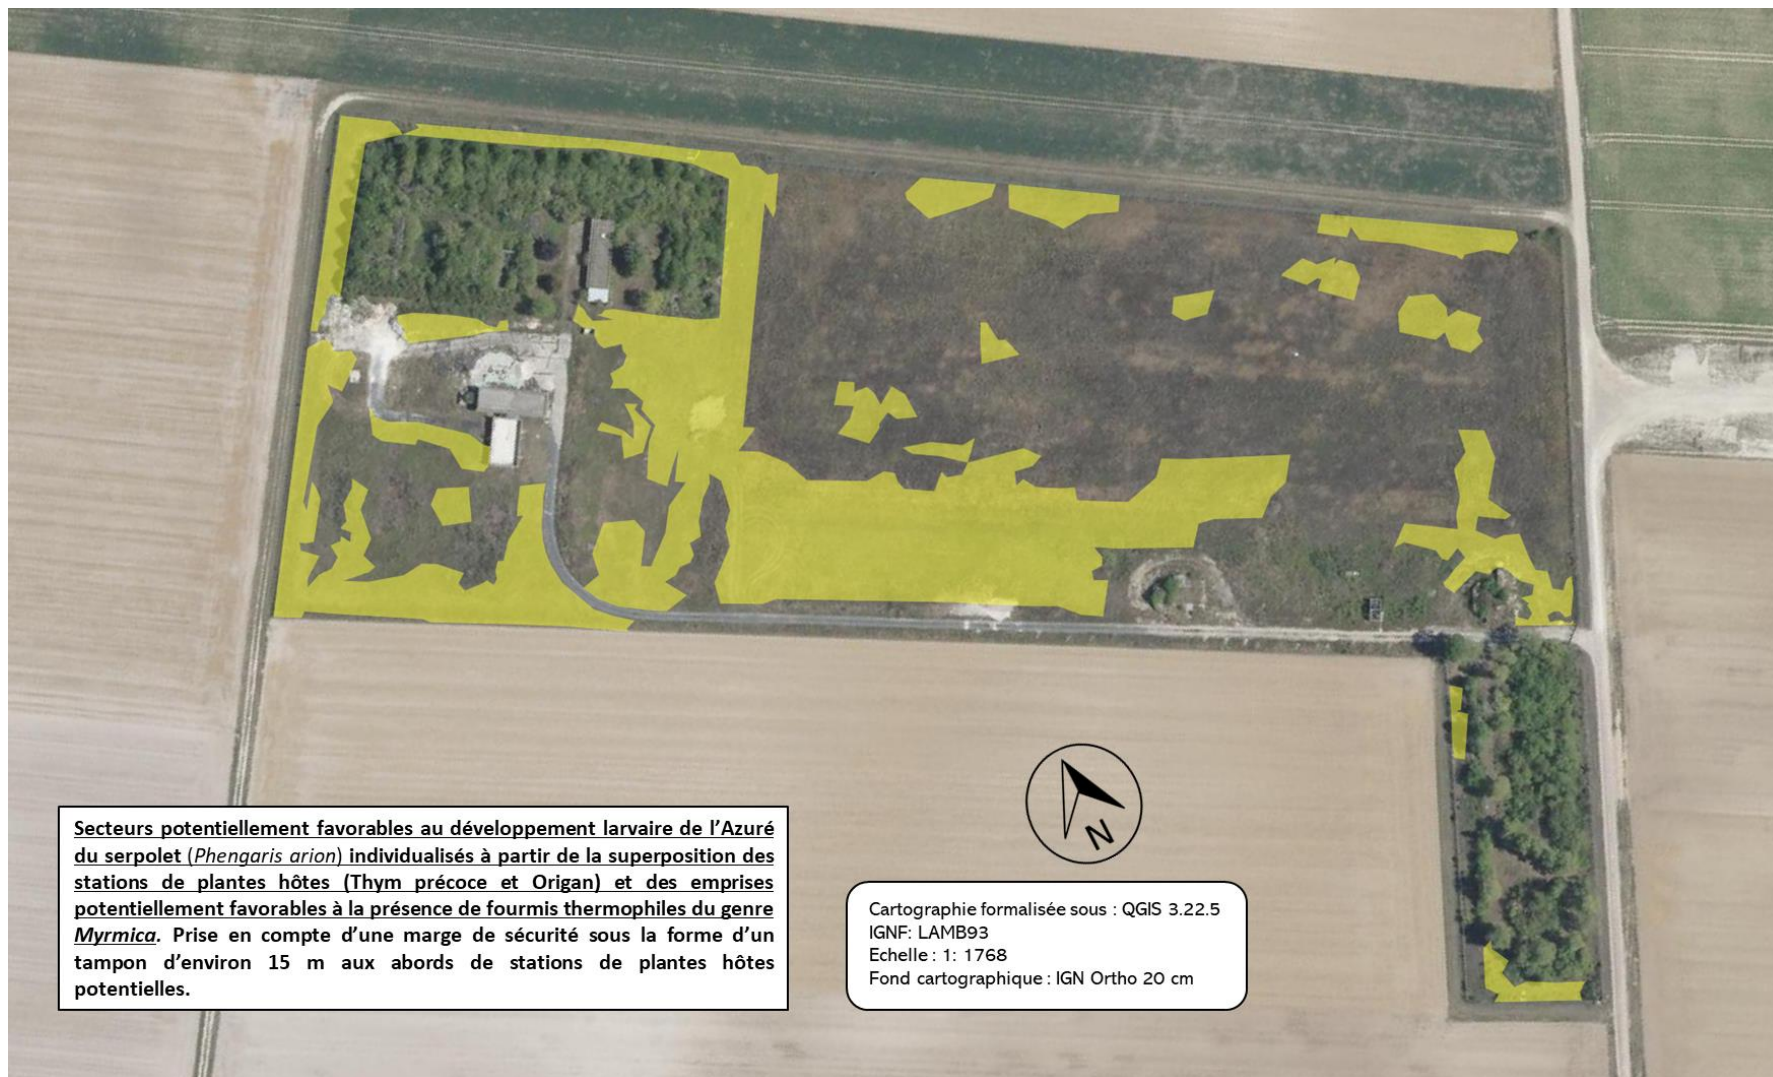 N
Secteurs potentiellement favorables au développement larvaire de l’Azuré
du serpolet (Phengaris arion) individualisés à partir de la superposition des
stations de plantes hôtes (Thym précoce et Origan) et des emprises
potentiellement favorables à la présence de fourmis thermophiles du genre
Myrmica. Prise en compte d’une marge de sécurité sous la forme d’un
tampon d’environ 15 m aux abords de stations de plantes hôtes
potentielles.
Cartographie formalisée sous : QGIS 3.22.5
IGNF: LAMB93
Echelle : 1: 1768
Fond cartographique : IGN Ortho 20 cm